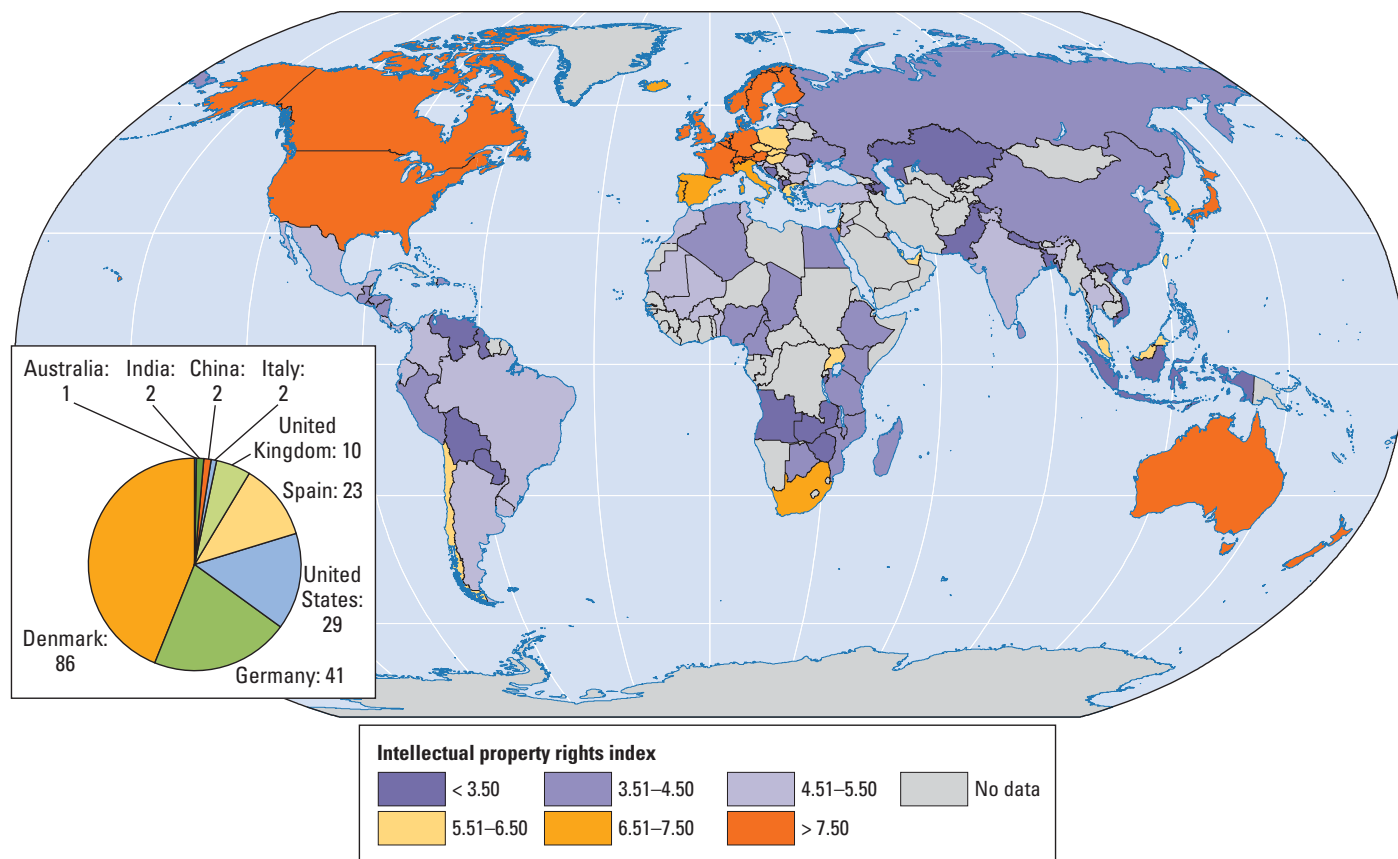 Australia:
1
India:
2
China:
2
Italy:
2
United
Kingdom: 10
Spain: 23
United
States:
29
Germany: 41
Denmark:
86
Intellectual property rights index
< 3.50
3.51–4.50
4.51–5.50
No data
5.51–6.50
6.51–7.50
> 7.50